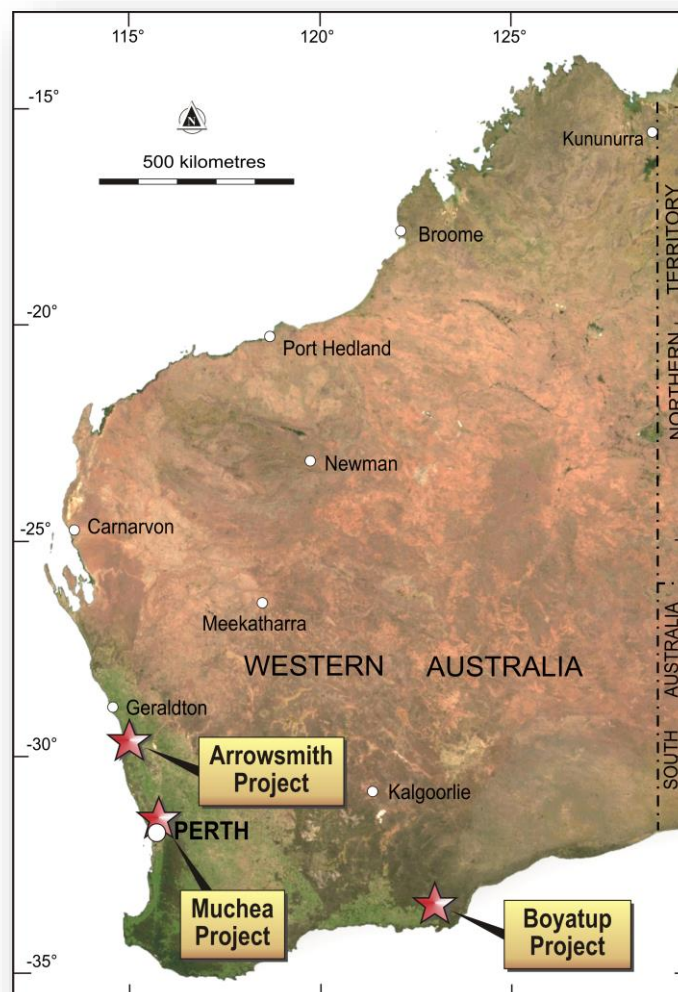 115°
120°
125°
-15°
N
500 kilometres
Kununurra
Broome
NORTHERN TERRITORY
-20°
Port Hedland
Newman
-25°
Carnarvon
Meekatharra
WESTERN AUSTRALIA
SOUTH AUSTRALIA
Geraldton
-30°
Arrowsmith
Project
Kalgoorlie
PERTH
Muchea
Project
Boyatup
Project
-35°